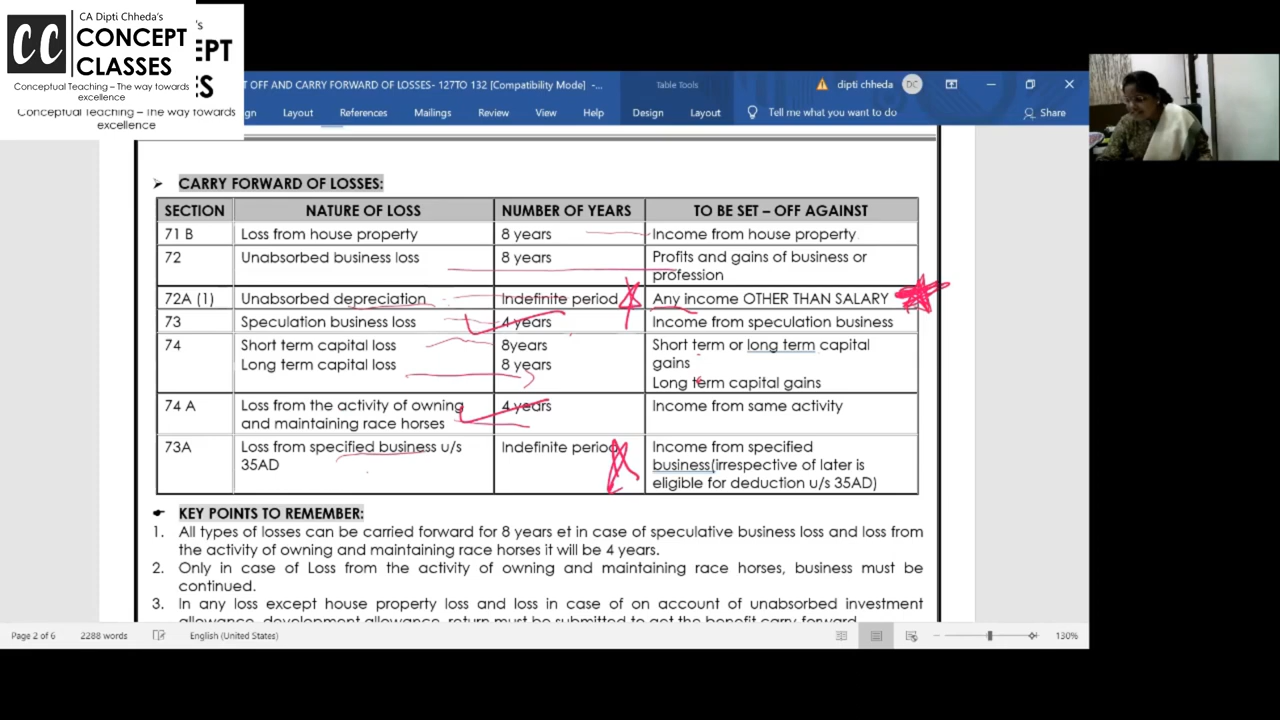 CA Dipti Chheda's
CONCEPT
CLASSES
Conceptual Teaching – The way towards
excellence
Conceptual Teaching – The way towards
excellence
T OFF AND CARRY FORWARD OF LOSSES- 127TO 132 [Compatibility Mode] -...
Table Tools
dipti chheda
DC
Layout
References
Mailings
Review
View
Help
Design
Layout
Tell me what you want to do
Share
➢ CARRY FORWARD OF LOSSES:
SECTION NATURE OF LOSS NUMBER OF YEARS TO BE SET – OFF AGAINST
71 B Loss from house property 8 years Income from house property
72 Unabsorbed business loss 8 years Profits and gains of business or
profession
72A (1) Unabsorbed depreciation Indefinite period Any income OTHER THAN SALARY
73 Speculation business loss 4 years Income from speculation business
74 Short term capital loss 8years Short term or long term capital
gains
Long term capital loss 8 years
Long term capital gains
74 A Loss from the activity of owning 4 years Income from same activity
and maintaining race horses
73A Loss from specified business u/s Indefinite period Income from specified
35AD business(irrespective of later is
eligible for deduction u/s 35AD)
KEY POINTS TO REMEMBER:
1. All types of losses can be carried forward for 8 years et in case of speculative business loss and loss from
the activity of owning and maintaining race horses it will be 4 years.
2. Only in case of Loss from the activity of owning and maintaining race horses, business must be
continued.
3. In any loss except house property loss and loss in case of on account of unabsorbed investment
allowance, development allowance, return must be submitted to get the benefit carry forward
Page 2 of 6
2288 words
English (United States)
130%